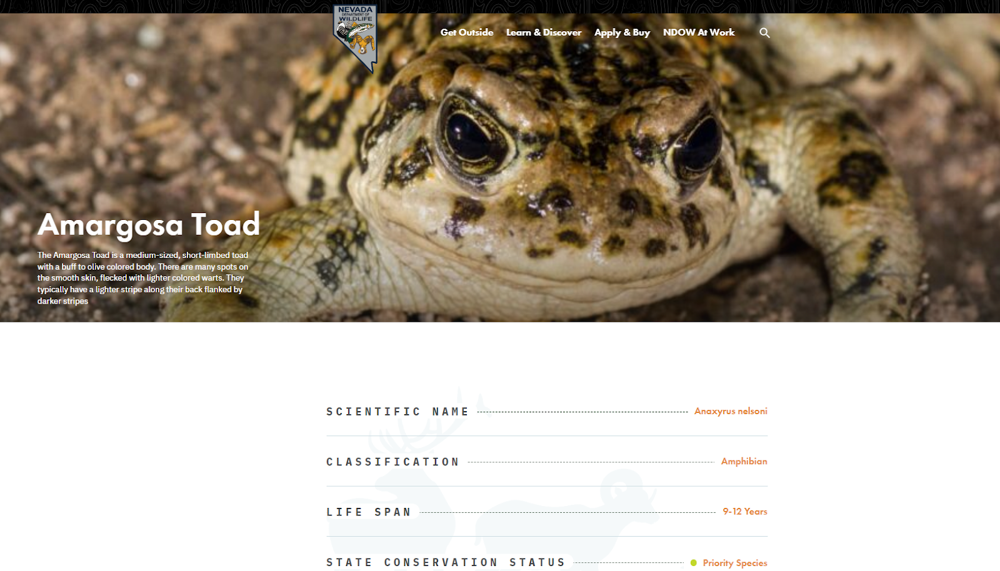 NEVADA
DEPARTMENT OF
WILDLIFE
Get Outside
Learn & Discover
Apply & Buy
NDOW At Work
Amargosa Toad
The Amargosa Toad is a medium-sized, short-limbed toad
with a buff to olive colored body. There are many spots on
the smooth skin, flecked with lighter colored warts. They
typically have a lighter stripe along their back flanked by
darker stripes
SCIENTIFIC NAME Anaxyrus nelsoni
CLASSIFICATION Amphibian
LIFE SPAN 9-12 Years
STATE CONSERVATION STATUS Priority Species